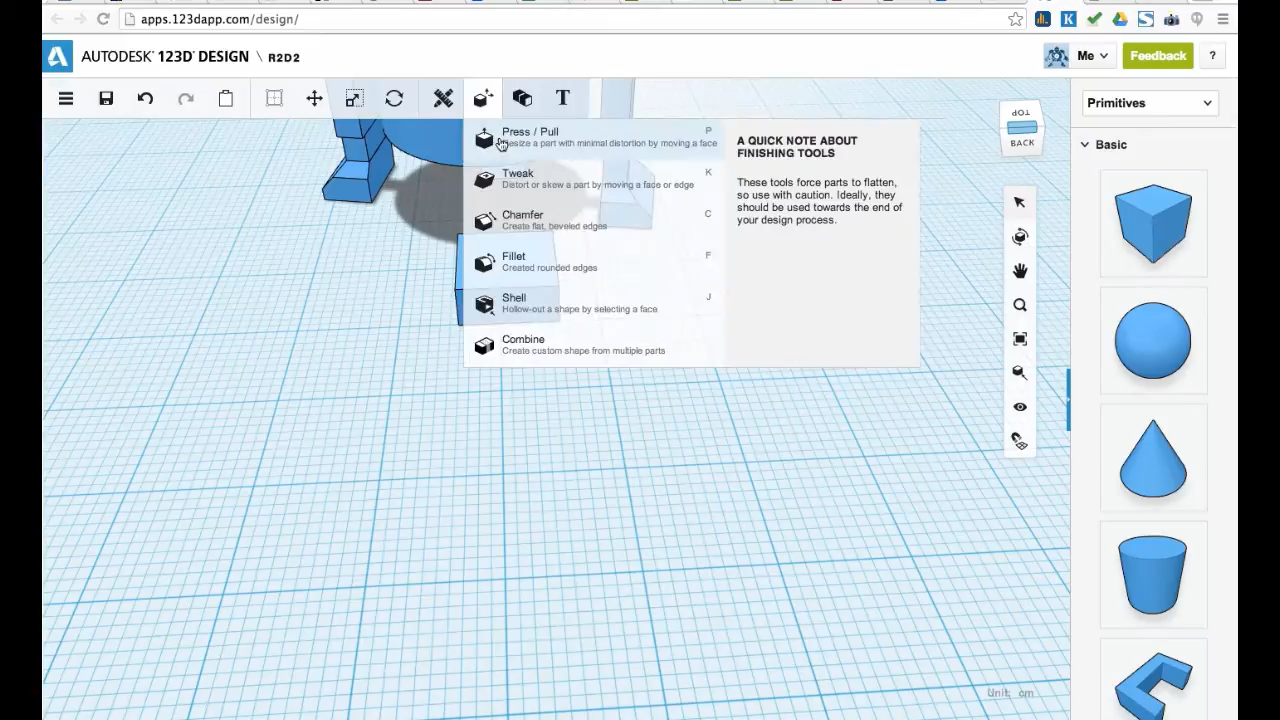 apps.123dapp.com/design/
AUTODESK® 123D® DESIGN \ R2D2
Me
Feedback
?
T
Primitives
Basic
TOP
BACK
Press / Pull P
Resize a part with minimal distortion by moving a face
Tweak K
Distort or skew a part by moving a face or edge
Chamfer C
Create flat, beveled edges
Fillet F
Created rounded edges
Shell J
Hollow-out a shape by selecting a face
Combine
Create custom shape from multiple parts
A QUICK NOTE ABOUT
FINISHING TOOLS
These tools force parts to flatten,
so use with caution. Ideally, they
should be used towards the end of
your design process.
Unit: cm